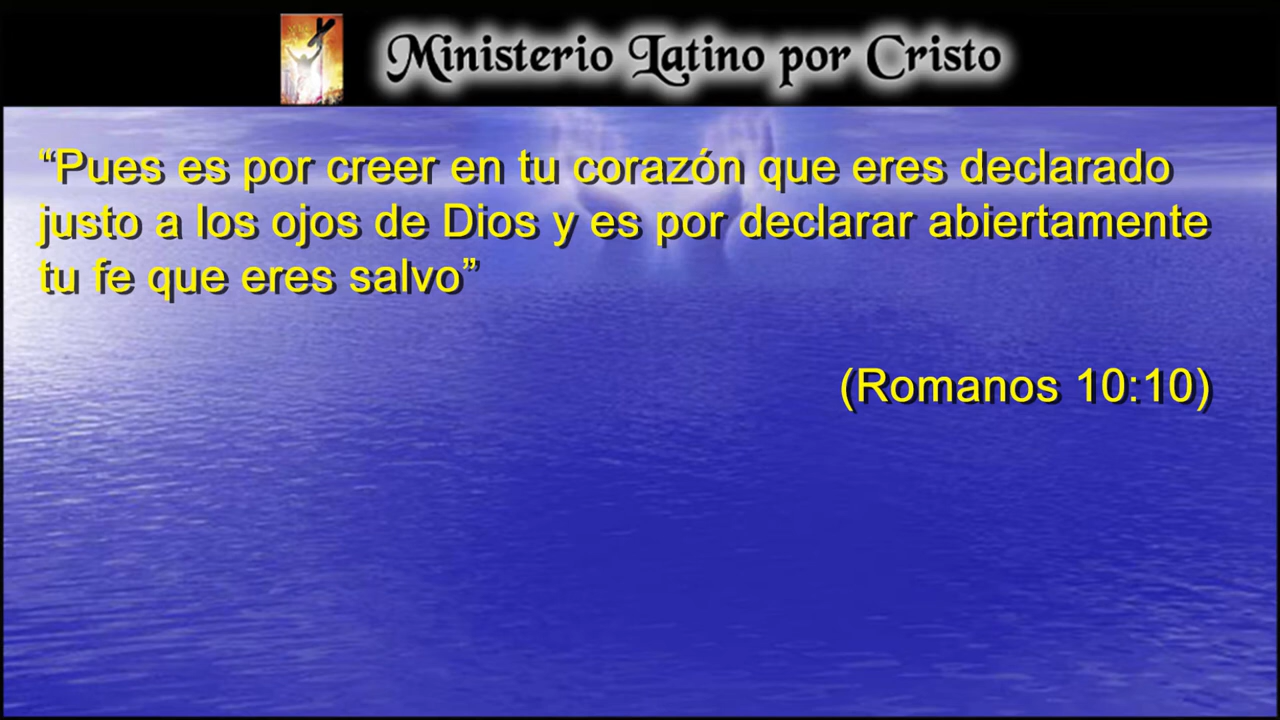 Ministerio Latino por Cristo
“Pues es por creer en tu corazón que eres declarado
justo a los ojos de Dios y es por declarar abiertamente
tu fe que eres salvo”
(Romanos 10:10)